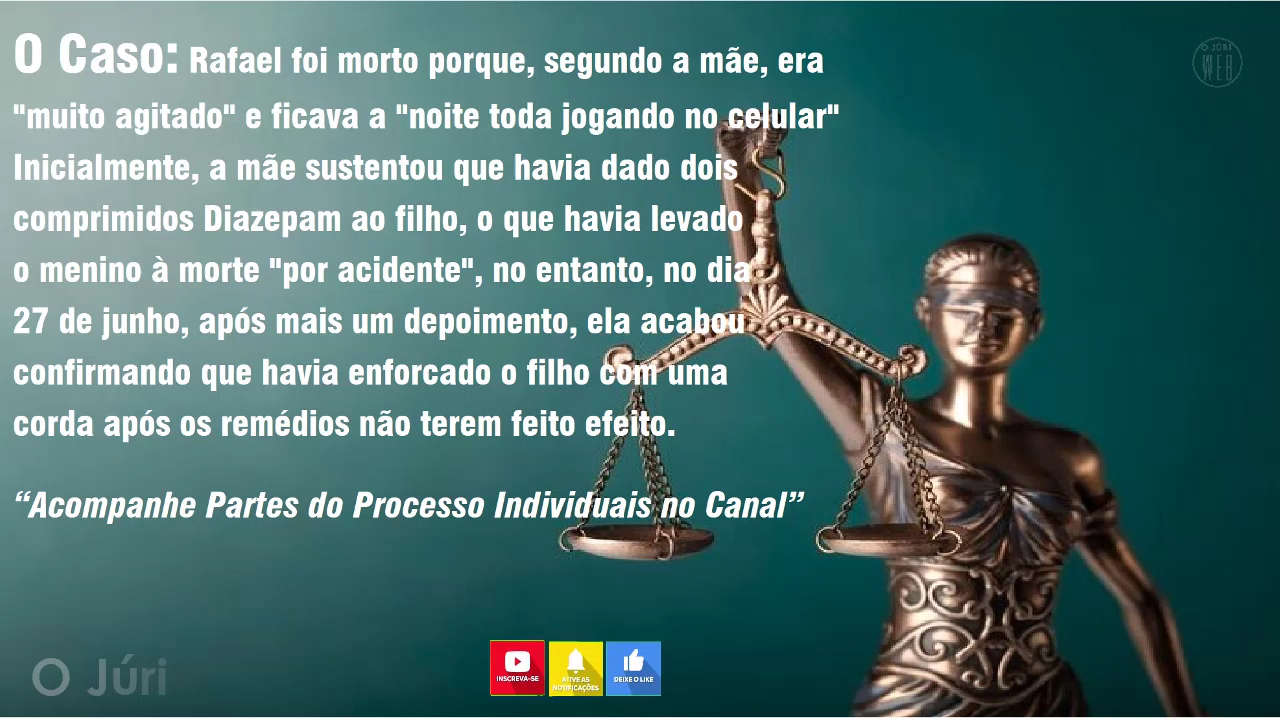 O Caso: Rafael foi morto porque, segundo a mãe, era
"muito agitado" e ficava a "noite toda jogando no celular"
Inicialmente, a mãe sustentou que havia dado dois
comprimidos Diazepam ao filho, o que havia levado
o menino à morte "por acidente", no entanto, no dia
27 de junho, após mais um depoimento, ela acabou
confirmando que havia enforcado o filho com uma
corda após os remédios não terem feito efeito.
“Acompanhe Partes do Processo Individuais no Canal”
O JÚRI
WEB
O Júri
INSCREVA-SE
ATIVE AS
NOTIFICAÇÕES
DEIXE O LIKE